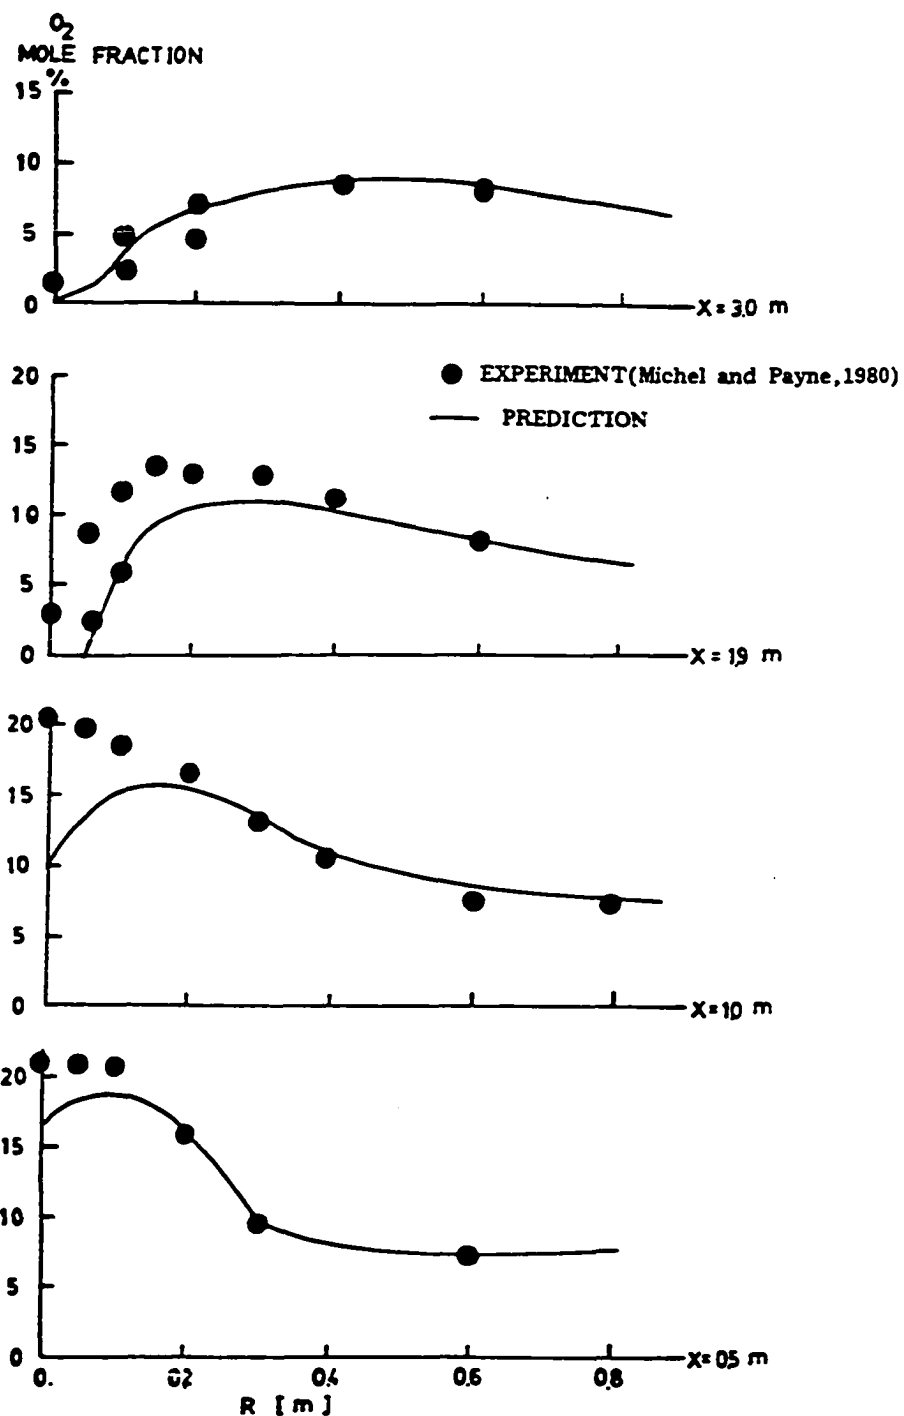 O2
MOLE FRACTION
%
15
10
5
0
X = 3.0 m
20
● EXPERIMENT(Michel and Payne,1980)
— PREDICTION
15
10
5
0
X = 1.9 m
20
15
10
5
0
X = 1.0 m
20
15
10
5
0
X = 0.5 m
0. 0.2 0.4 0.6 0.8
R [m]